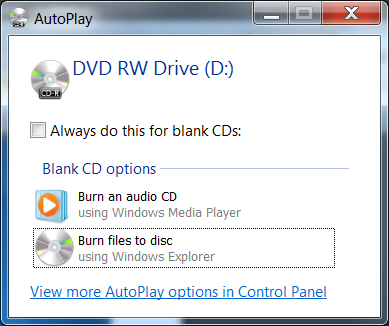 AutoPlay
DVD RW Drive (D:)
CD-R
Always do this for blank CDs:
Blank CD options
Burn an audio CD
using Windows Media Player
Burn files to disc
using Windows Explorer
View more AutoPlay options in Control Panel